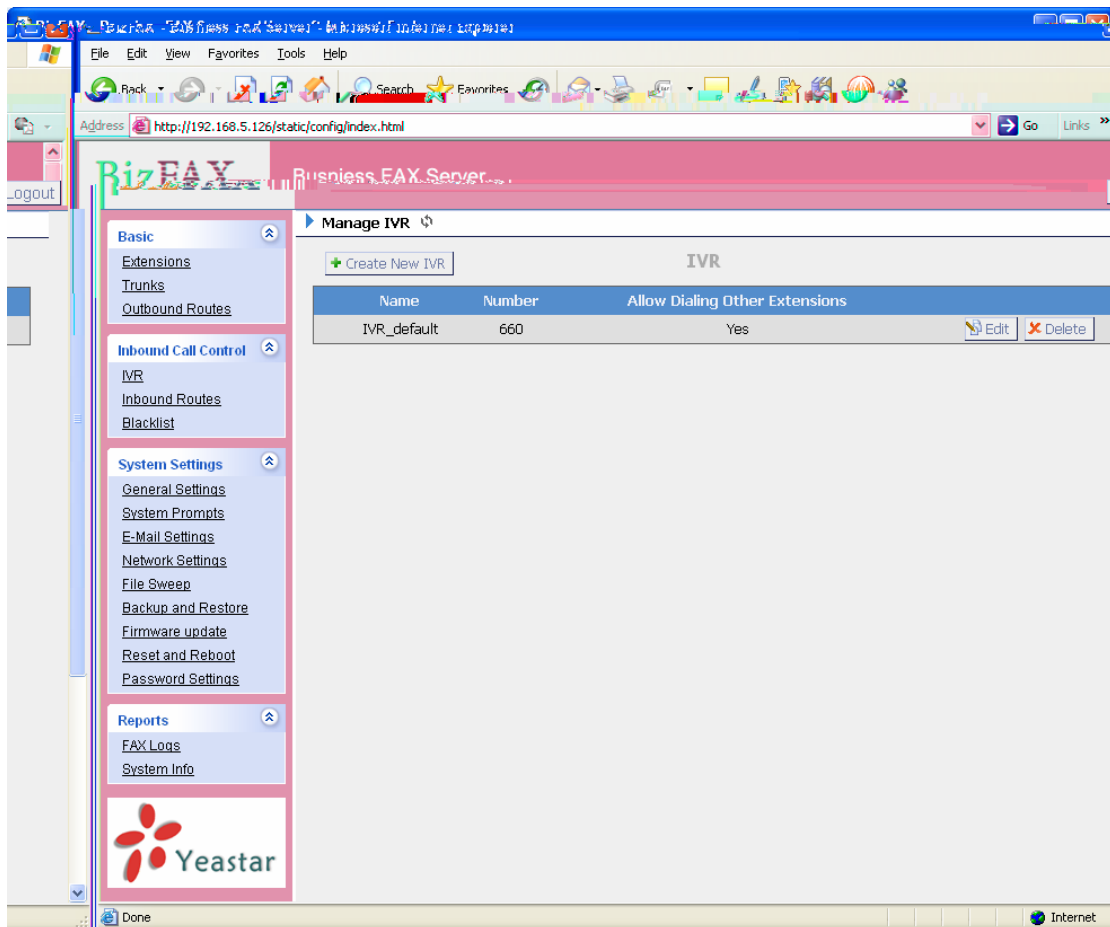 File Edit View Favorites Tools Help
Back Search Favorites
Address http://192.168.5.126/static/config/index.html Go Links »
Logout
BizFAX Busniess FAX Server
Manage IVR
Basic
Extensions
Trunks
Outbound Routes
Inbound Call Control
IVR
Inbound Routes
Blacklist
System Settings
General Settings
System Prompts
E-Mail Settings
Network Settings
File Sweep
Backup and Restore
Firmware update
Reset and Reboot
Password Settings
Reports
FAX Logs
System Info
Yeastar
Create New IVR
IVR
Name Number Allow Dialing Other Extensions
IVR_default 660 Yes Edit Delete
Done Internet